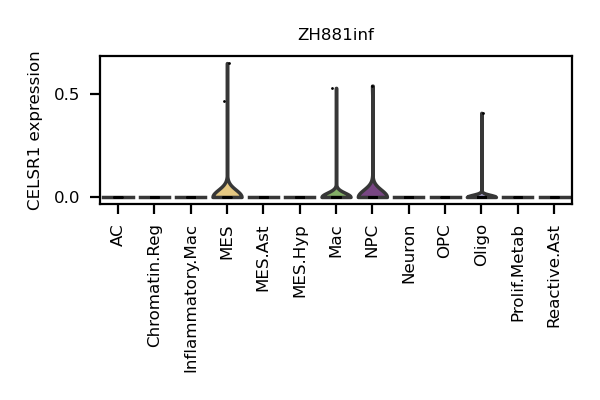 ZH881inf
CELSR1 expression
0.5
0.0
AC
Chromatin.Reg
Inflammatory.Mac
MES
MES.Ast
MES.Hyp
Mac
NPC
Neuron
OPC
Oligo
Prolif.Metab
Reactive.Ast